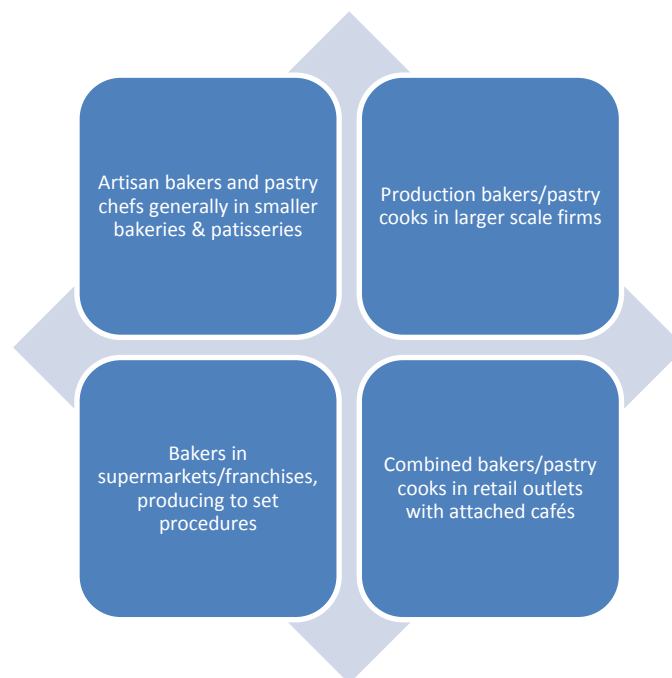 Artisan bakers and pastry
chefs generally in smaller
bakeries & patisseries
Production bakers/pastry
cooks in larger scale firms
Bakers in
supermarkets/franchises,
producing to set
procedures
Combined bakers/pastry
cooks in retail outlets
with attached cafés